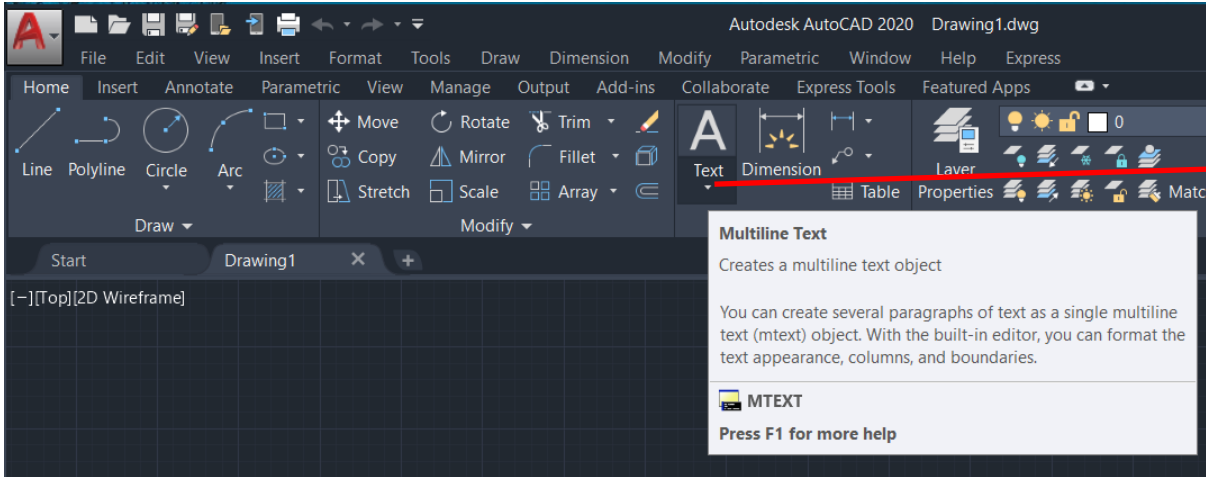 Autodesk AutoCAD 2020 Drawing1.dwg
File Edit View Insert Format Tools Draw Dimension Modify Parametric Window Help Express
Home Insert Annotate Parametric View Manage Output Add-ins Collaborate Express Tools Featured Apps
Line Polyline Circle Arc
Move Rotate Trim
Copy Mirror Fillet
Stretch Scale Array
Text Dimension
Table
Layer
Properties
0
Matc
Draw Modify
Start Drawing1
[−][Top][2D Wireframe]
Multiline Text
Creates a multiline text object
You can create several paragraphs of text as a single multiline
text (mtext) object. With the built-in editor, you can format the
text appearance, columns, and boundaries.
MTEXT
Press F1 for more help